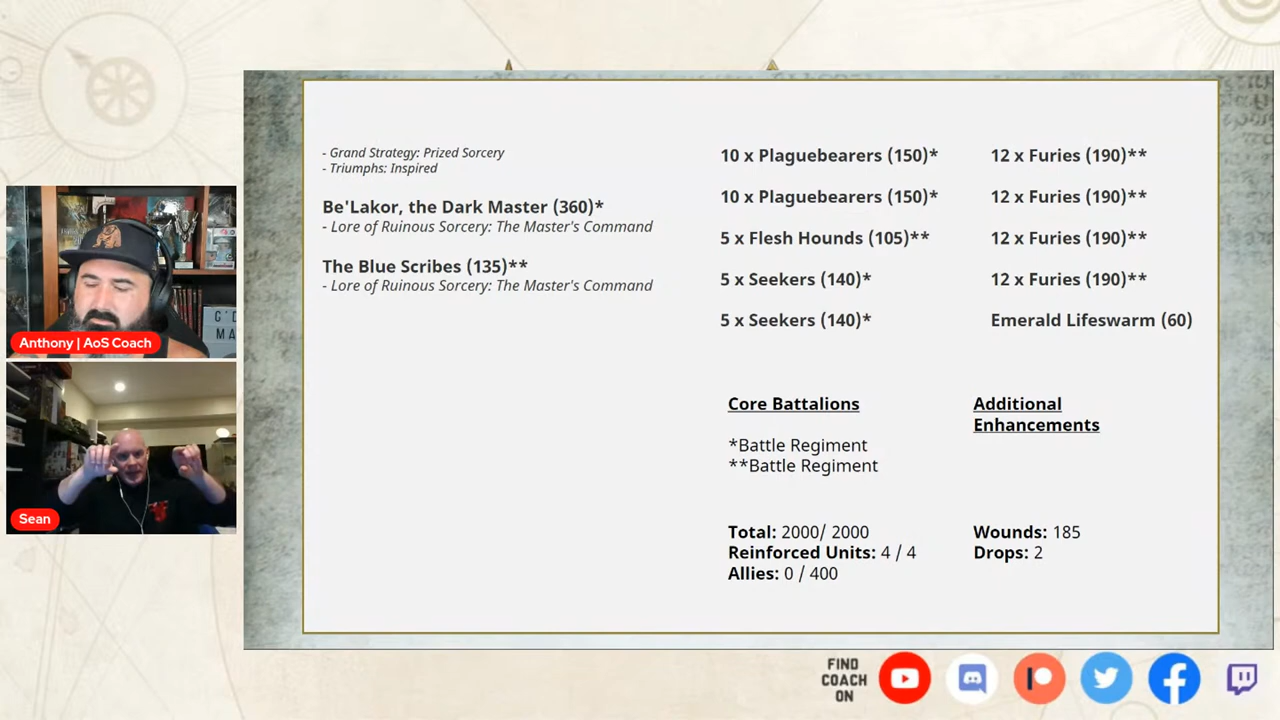 - Grand Strategy: Prized Sorcery
- Triumphs: Inspired
Be'Lakor, the Dark Master (360)*
- Lore of Ruinous Sorcery: The Master's Command
The Blue Scribes (135)**
- Lore of Ruinous Sorcery: The Master's Command
10 x Plaguebearers (150)*
10 x Plaguebearers (150)*
5 x Flesh Hounds (105)**
5 x Seekers (140)*
5 x Seekers (140)*
12 x Furies (190)**
12 x Furies (190)**
12 x Furies (190)**
12 x Furies (190)**
Emerald Lifeswarm (60)
Core Battalions
*Battle Regiment
**Battle Regiment
Additional
Enhancements
Total: 2000/ 2000
Reinforced Units: 4 / 4
Allies: 0 / 400
Wounds: 185
Drops: 2
Anthony | AoS Coach
Sean
FIND
COACH
ON